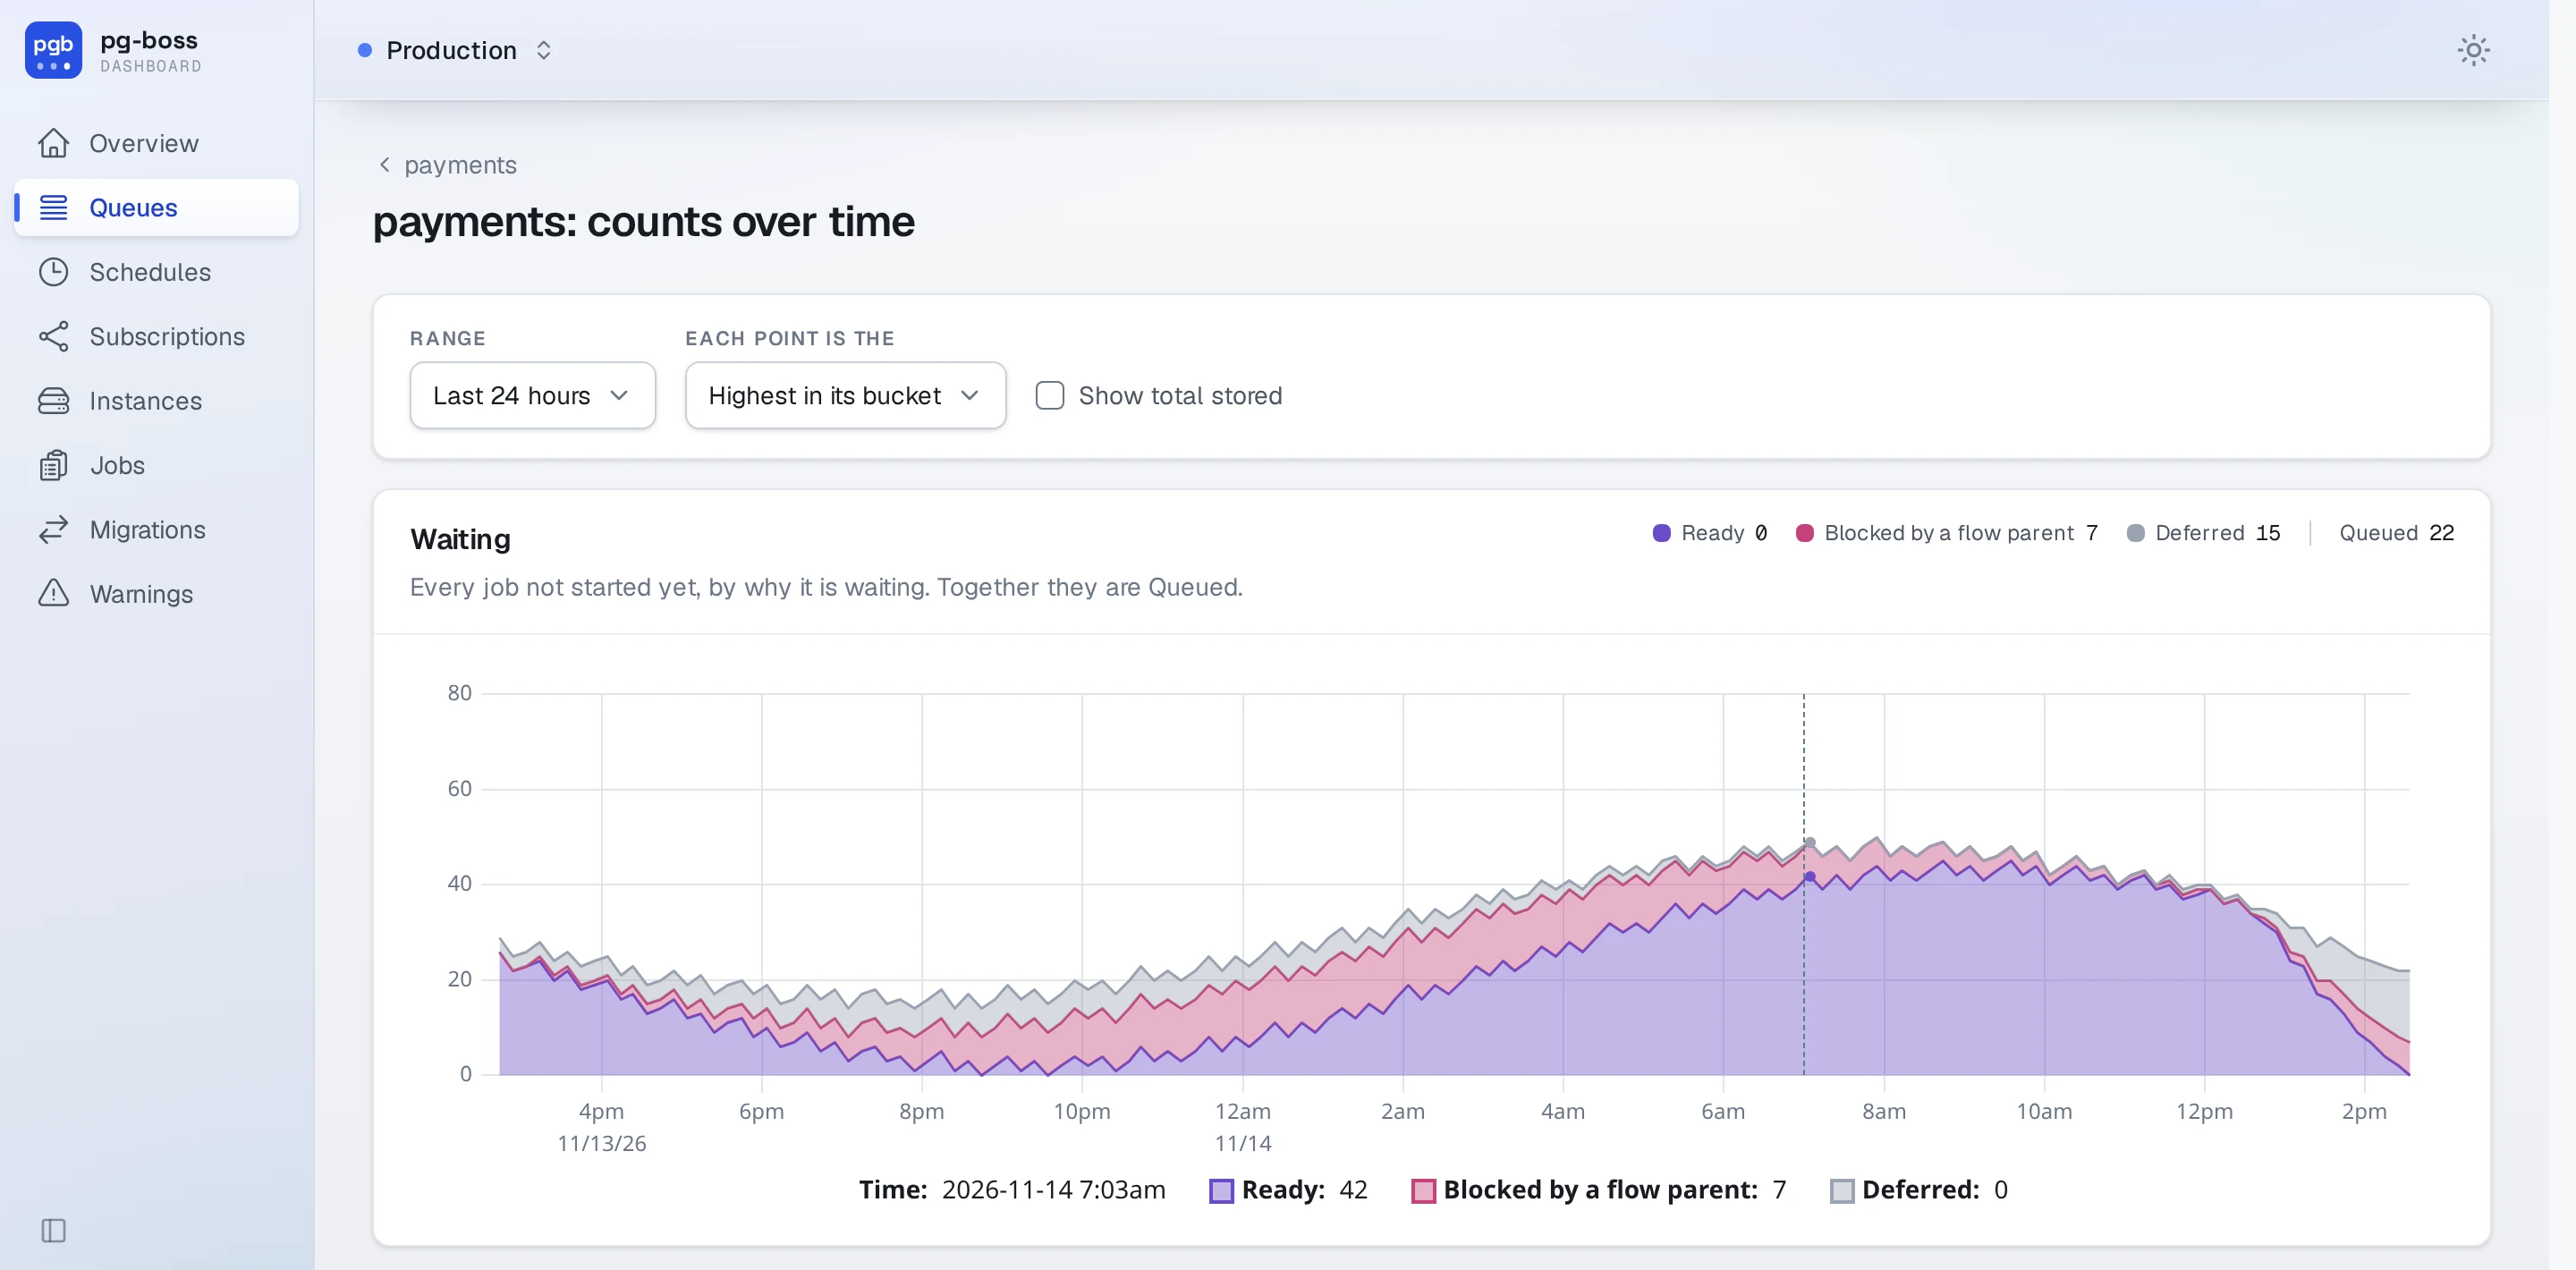 pgb
pg-boss
DASHBOARD
Overview
Queues
Schedules
Subscriptions
Instances
Jobs
Migrations
Warnings
Production
payments
payments: counts over time
RANGE
EACH POINT IS THE
Last 24 hours
Highest in its bucket
Show total stored
Waiting
Ready 0
Blocked by a flow parent 7
Deferred 15
Queued 22
Every job not started yet, by why it is waiting. Together they are Queued.
80
60
40
20
0
4pm 6pm 8pm 10pm 12am 2am 4am 6am 8am 10am 12pm 2pm
11/13/26 11/14
Time: 2026-11-14 7:03am Ready: 42 Blocked by a flow parent: 7 Deferred: 0